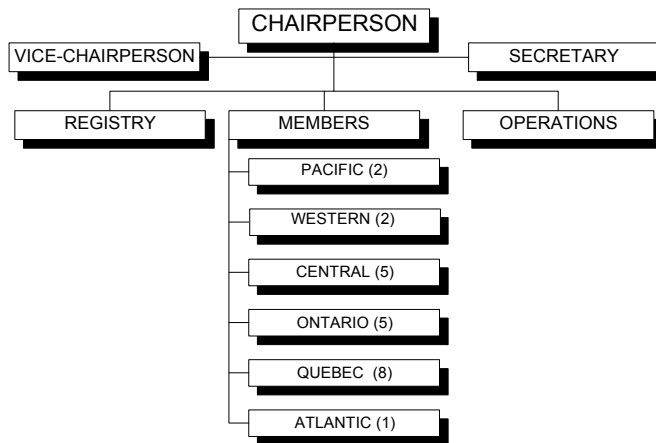 CHAIRPERSON
VICE-CHAIRPERSON
SECRETARY
REGISTRY
MEMBERS
OPERATIONS
PACIFIC (2)
WESTERN (2)
CENTRAL (5)
ONTARIO (5)
QUEBEC (8)
ATLANTIC (1)